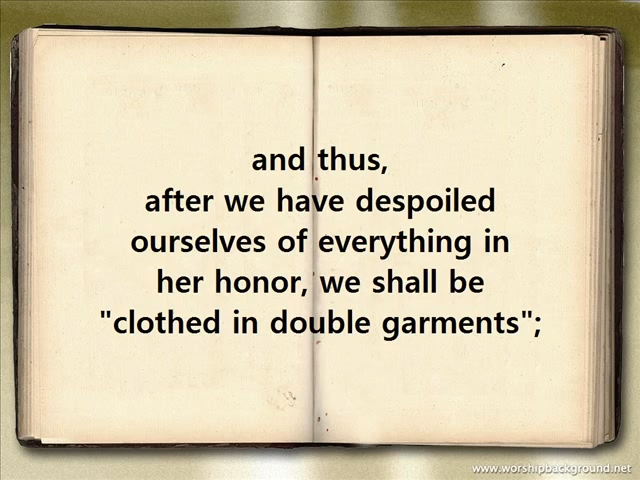 and thus,
after we have despoiled
ourselves of everything in
her honor, we shall be
"clothed in double garments";
www.worshipbackground.net